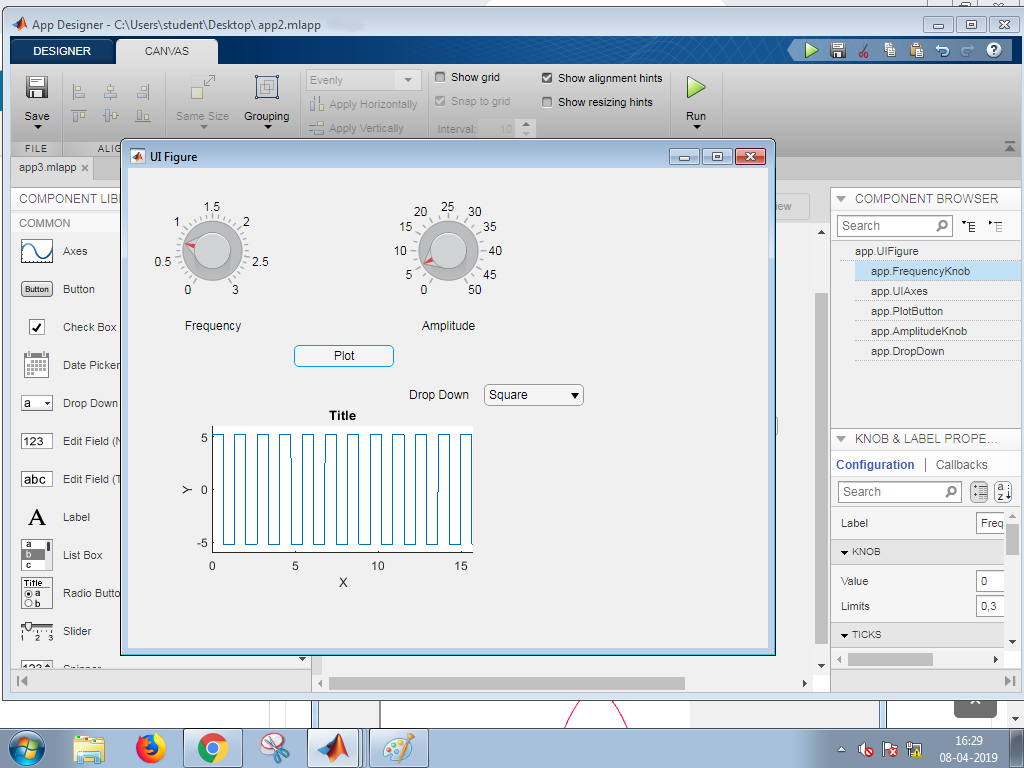 App Designer - C:\Users\student\Desktop\ app2.mlapp
DESIGNER
CANVAS
Save
Same Size
Grouping
Evenly
Apply Horizontally
Apply Vertically
Show grid
Snap to grid
Interval: 10
Show alignment hints
Show resizing hints
Run
FILE
ALIG
app3.mlapp
COMPONENT LIB
COMMON
Axes
Button
Button
Check Box
Date Picker
a
Drop Down
123
Edit Field (N
abc
Edit Field (T
A
Label
a
b
c
List Box
Title
a
b
Radio Butto
1 2 3
Slider
UI Figure
0 0.5 1 1.5 2 2.5 3
Frequency
0 5 10 15 20 25 30 35 40 45 50
Amplitude
Plot
Drop Down
Square
Title
5
0
-5
Y
0 5 10 15
X
COMPONENT BROWSER
Search
app.UIFigure
app.FrequencyKnob
app.UIAxes
app.PlotButton
app.AmplitudeKnob
app.DropDown
KNOB & LABEL PROPE...
Configuration | Callbacks
Search
a
z
Label
Freq
KNOB
Value
0
Limits
0,3
TICKS
16:29
08-04-2019